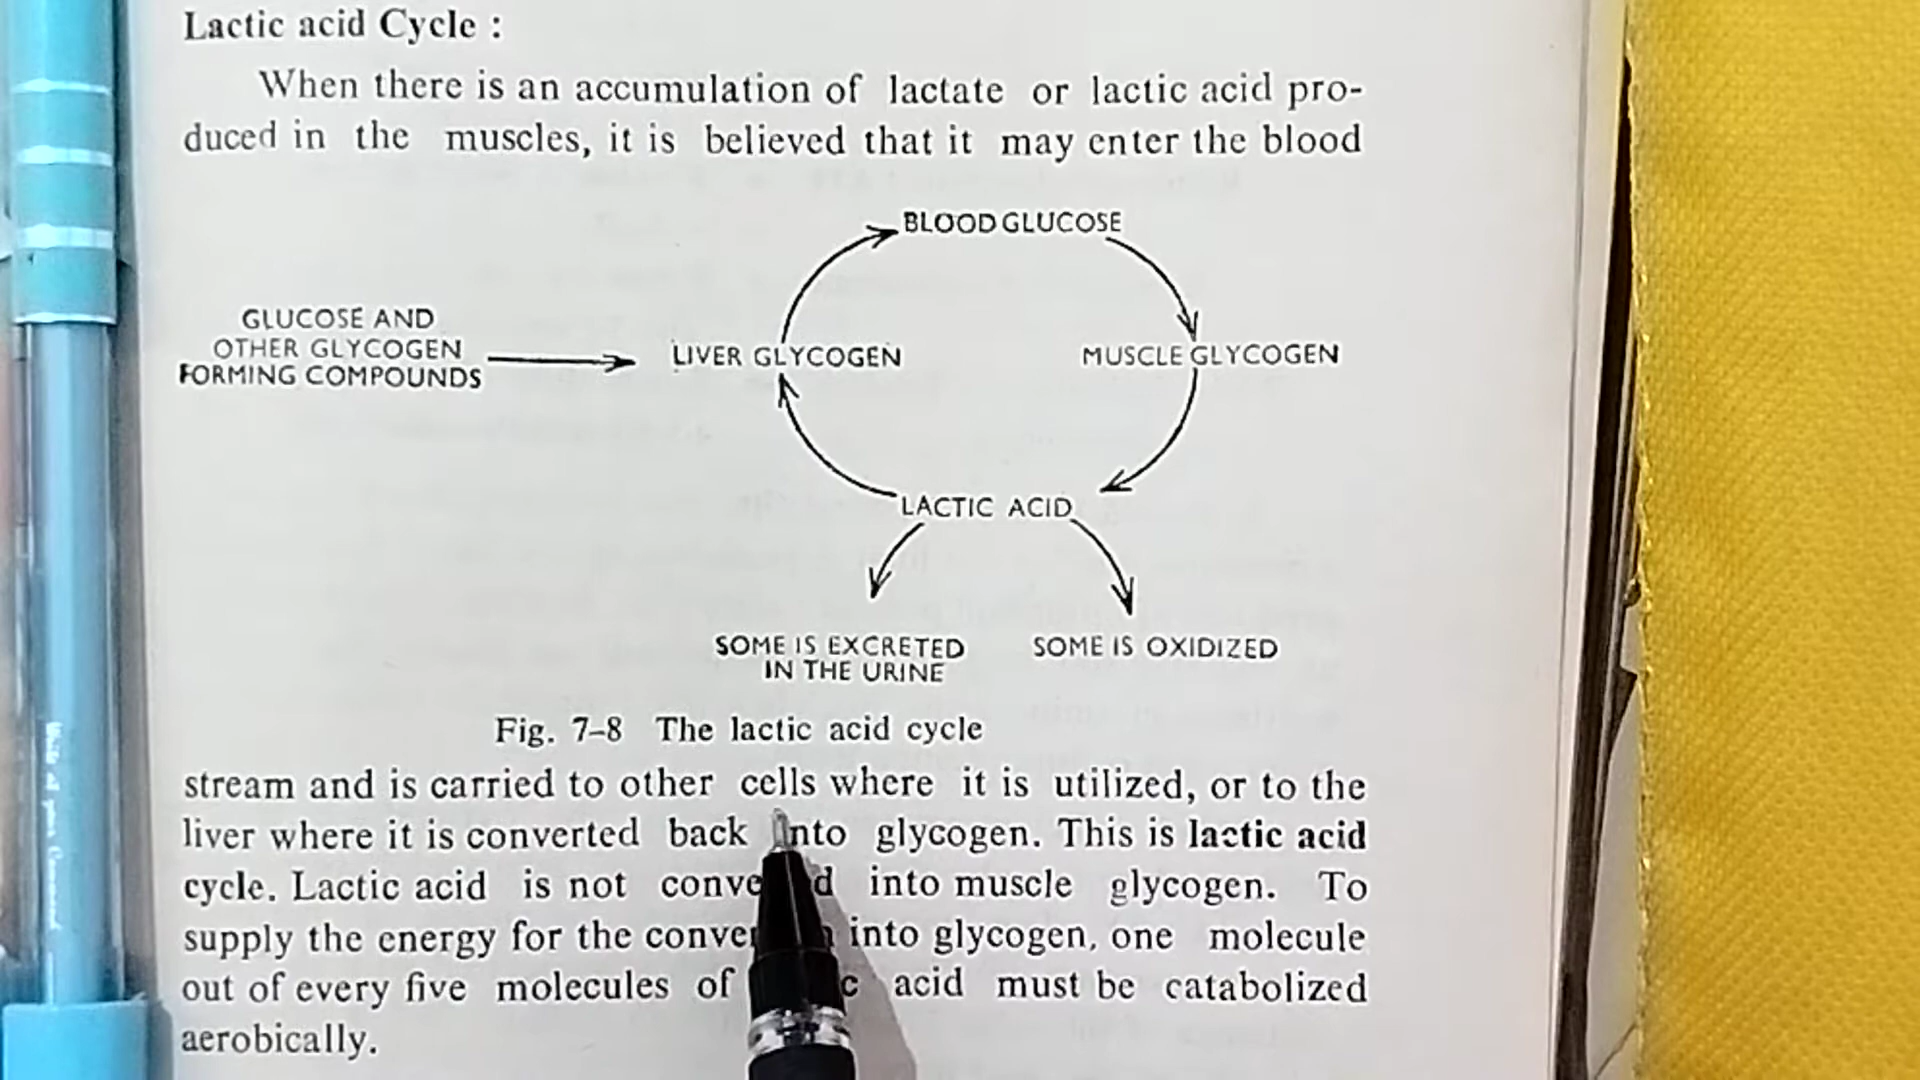 Lactic acid Cycle :
When there is an accumulation of lactate or lactic acid pro-
duced in the muscles, it is believed that it may enter the blood
BLOOD GLUCOSE
GLUCOSE AND
OTHER GLYCOGEN
FORMING COMPOUNDS
LIVER GLYCOGEN
MUSCLE GLYCOGEN
LACTIC ACID
SOME IS EXCRETED
IN THE URINE
SOME IS OXIDIZED
Fig. 7-8 The lactic acid cycle
stream and is carried to other cells where it is utilized, or to the
liver where it is converted back into glycogen. This is lactic acid
cycle. Lactic acid is not into muscle glycogen. To
supply the energy for the into glycogen, one molecule
out of every five molecules of acid must be catabolized
aerobically.